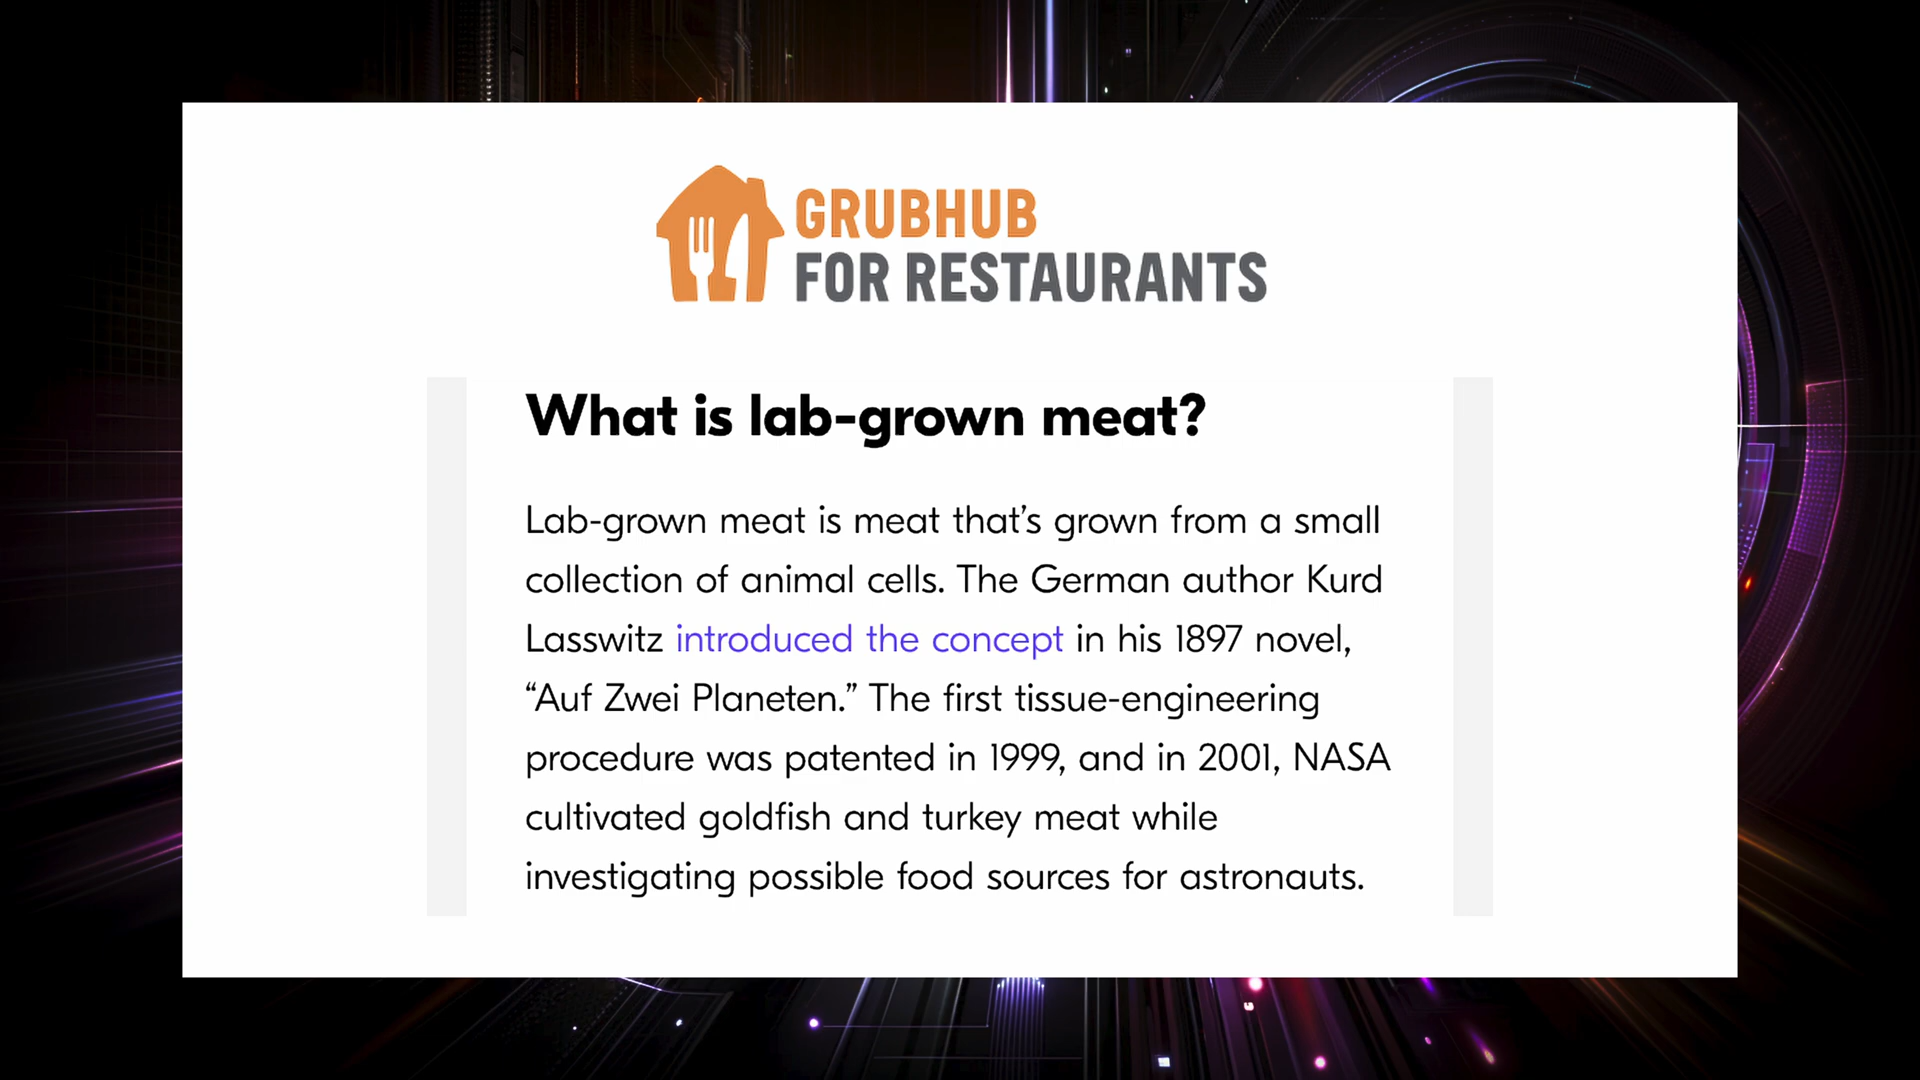 GRUBHUB
FOR RESTAURANTS
What is lab-grown meat?
Lab-grown meat is meat that’s grown from a small
collection of animal cells. The German author Kurd
Lasswitz introduced the concept in his 1897 novel,
“Auf Zwei Planeten.” The first tissue-engineering
procedure was patented in 1999, and in 2001, NASA
cultivated goldfish and turkey meat while
investigating possible food sources for astronauts.